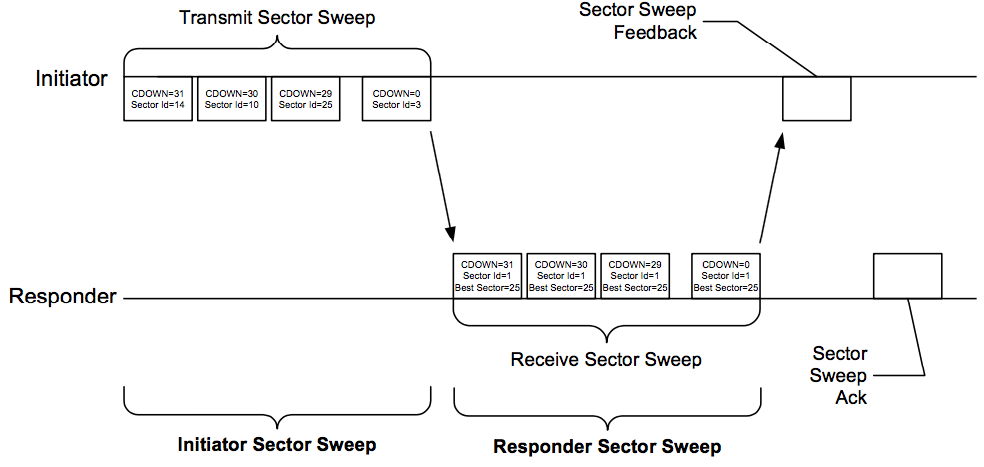 Transmit Sector Sweep
Sector Sweep
Feedback
Initiator
CDOWN=31
Sector Id=14
CDOWN=30
Sector Id=10
CDOWN=29
Sector Id=25
CDOWN=0
Sector Id=3
Responder
CDOWN=31
Sector Id=1
Best Sector=25
CDOWN=30
Sector Id=1
Best Sector=25
CDOWN=29
Sector Id=1
Best Sector=25
CDOWN=0
Sector Id=1
Best Sector=25
Receive Sector Sweep
Sector
Sweep
Ack
Initiator Sector Sweep
Responder Sector Sweep